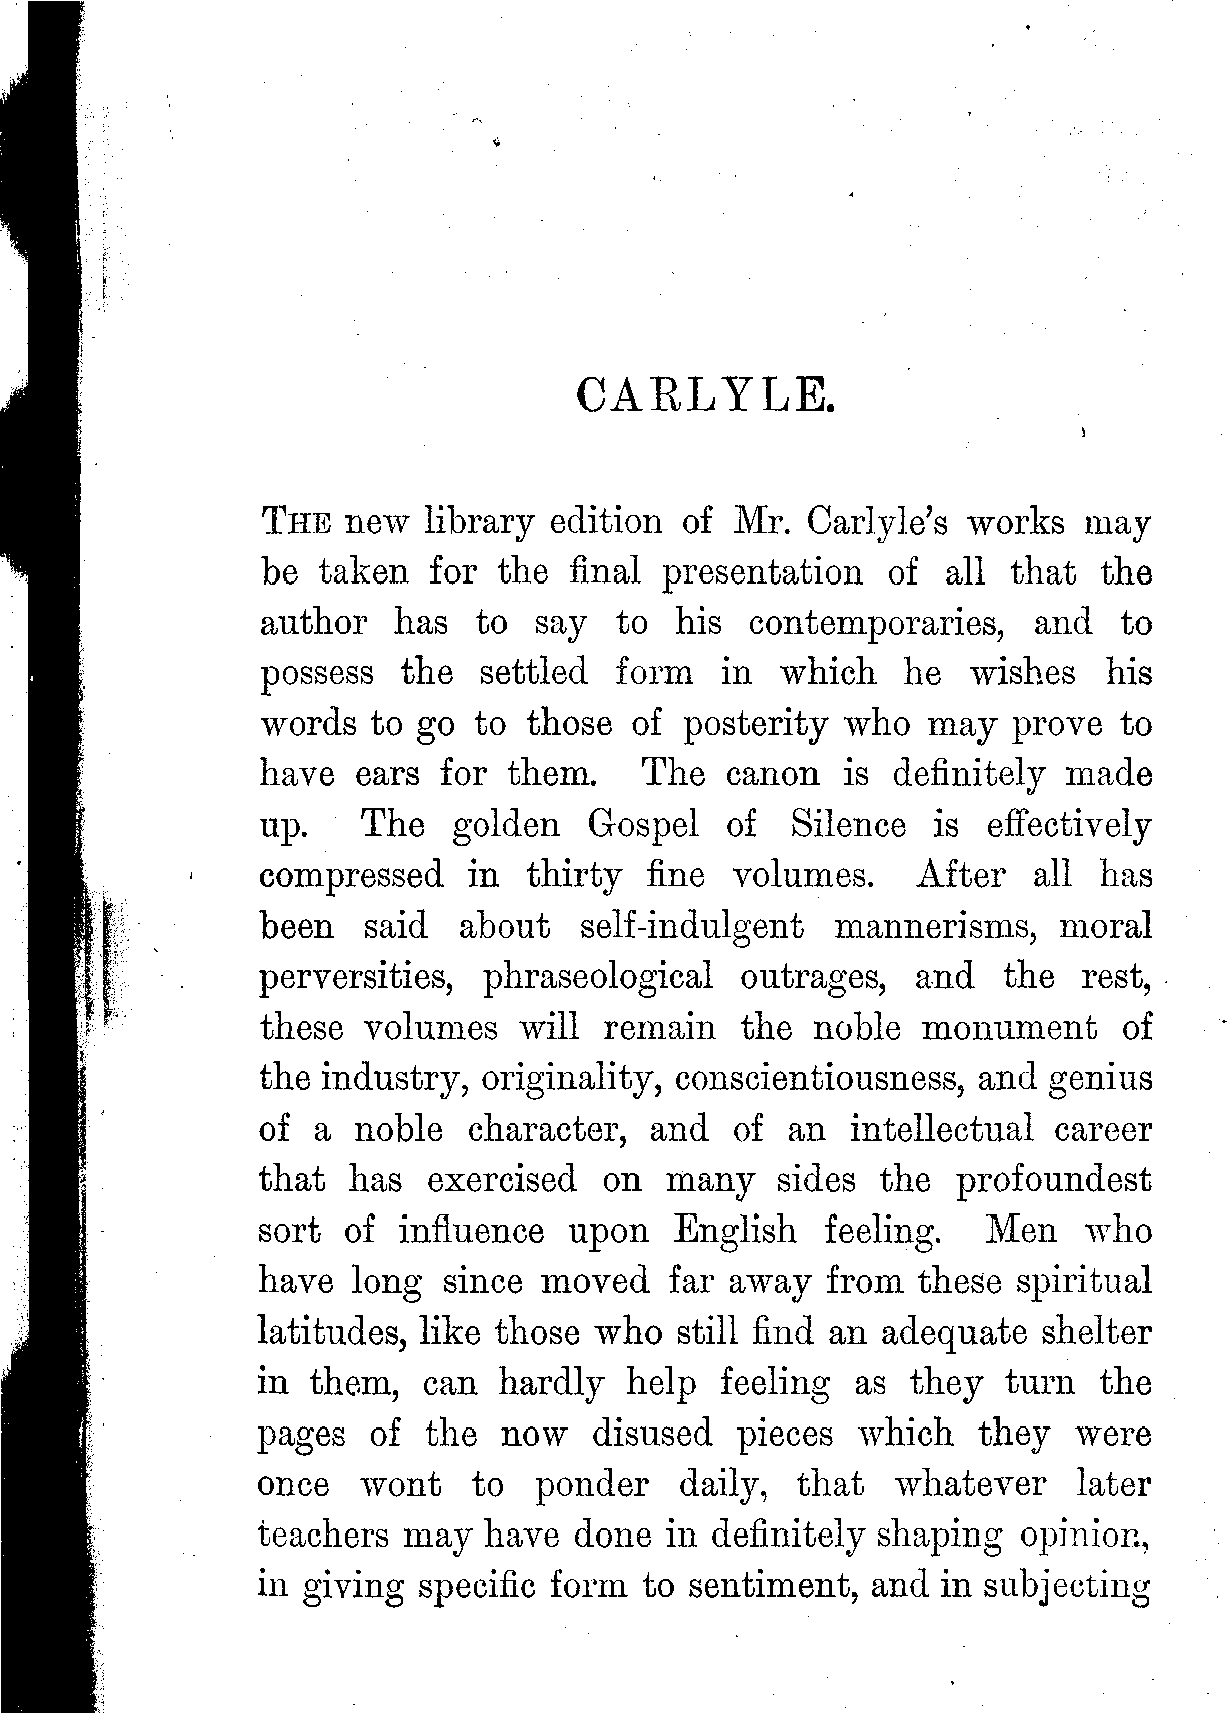 CARLYLE.
THE new library edition of Mr. Carlyle's works may
be taken for the final presentation of all that the
author has to say to his contemporaries, and to
possess the settled form in which he wishes his
words to go to those of posterity who may prove to
have ears for them. The canon is definitely made
up. The golden Gospel of Silence is effectively
compressed in thirty fine volumes. After all has
been said about self-indulgent mannerisms, moral
perversities, phraseological outrages, and the rest,
these volumes will remain the noble monument of
the industry, originality, conscientiousness, and genius
of a noble character, and of an intellectual career
that has exercised on many sides the profoundest
sort of influence upon English feeling. Men who
have long since moved far away from these spiritual
latitudes, like those who still find an adequate shelter
in them, can hardly help feeling as they turn the
pages of the now disused pieces which they were
once wont to ponder daily, that whatever later
teachers may have done in definitely shaping opinion,
in giving specific form to sentiment, and in subjecting